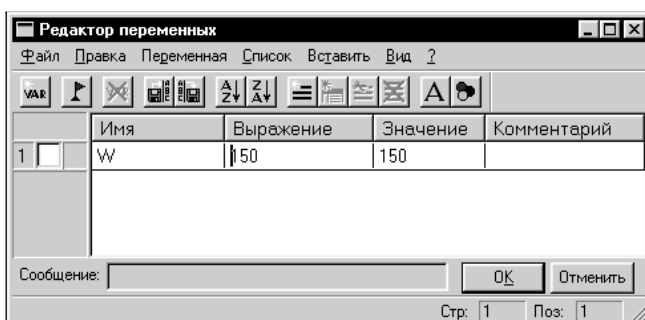 Редактор переменных
Файл Правка Переменная Список Вставить Вид ?
VAR A Z Z A A
Имя Выражение Значение Комментарий
1 W 150 150
Сообщение: OK Отменить
Стр: 1 Поз: 1